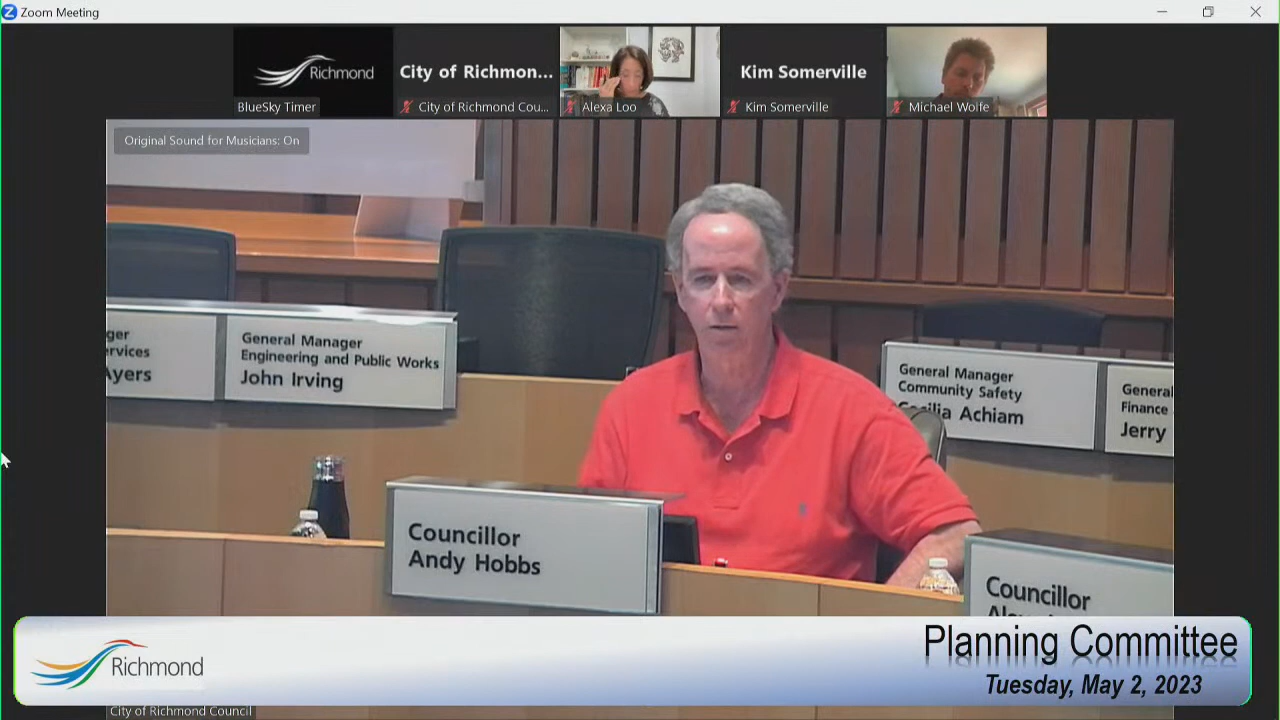 Zoom Meeting
Richmond
BlueSky Timer
City of Richmon...
City of Richmond Cou...
Alexa Loo
Kim Somerville
Kim Somerville
Michael Wolfe
Original Sound for Musicians: On
General Manager
Engineering and Public Works
John Irving
General Manager
Community Safety
Cecilia Achiam
General
Finance
Jerry
Councillor
Andy Hobbs
Councillor
Richmond
Planning Committee
Tuesday, May 2, 2023
City of Richmond Council